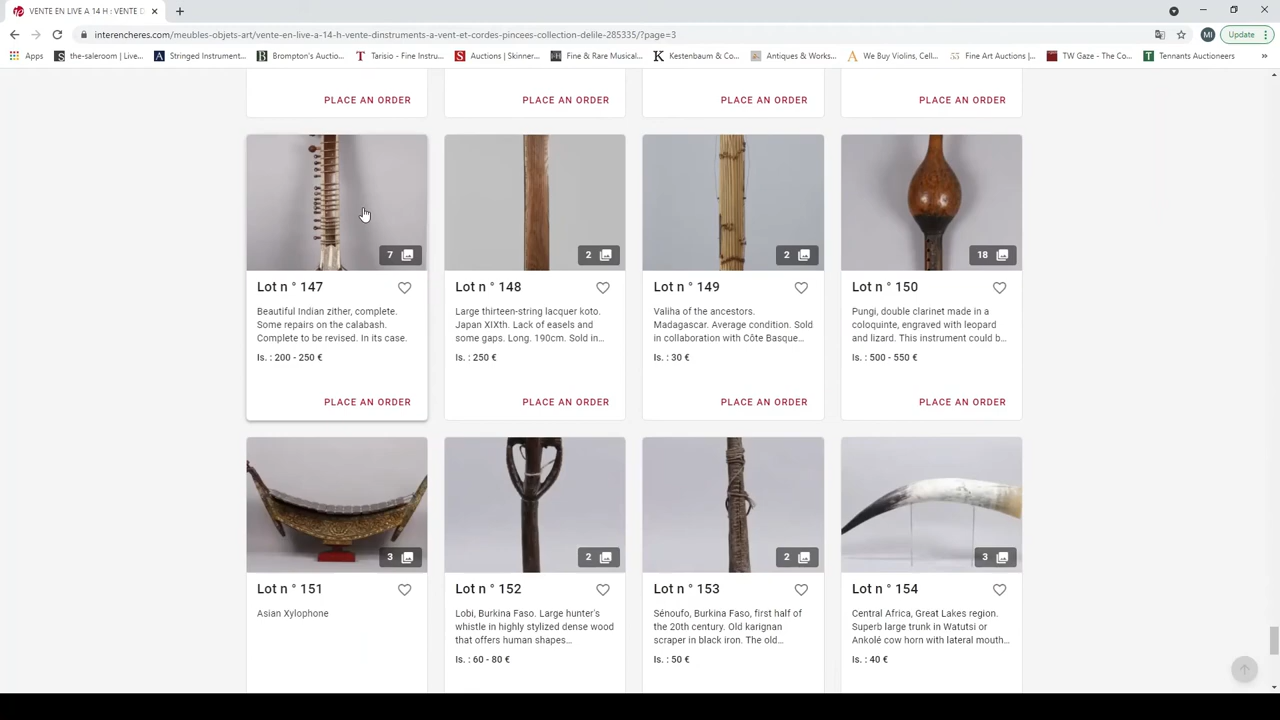 VENTE EN LIVE A 14 H : VENTE D
interencheres.com/meubles-objets-art/vente-en-live-a-14-h-vente-dinstruments-a-vent-et-cordes-pincees-collection-delile-285335/?page=3
MI
Update
Apps
the-saleroom | Live...
Stringed Instrument...
Brompton's Auctio...
Tarisio - Fine Instru...
Auctions | Skinner...
Fine & Rare Musical...
Kestenbaum & Co...
Antiques & Works...
We Buy Violins, Cell...
Fine Art Auctions |...
TW Gaze - The Co...
Tennants Auctioneers
»
PLACE AN ORDER
PLACE AN ORDER
PLACE AN ORDER
PLACE AN ORDER
7
Lot n ° 147
Beautiful Indian zither, complete.
Some repairs on the calabash.
Complete to be revised. In its case.
Is. : 200 - 250 €
PLACE AN ORDER
2
Lot n ° 148
Large thirteen-string lacquer koto.
Japan XIXth. Lack of easels and
some gaps. Long. 190cm. Sold in...
Is. : 250 €
PLACE AN ORDER
2
Lot n ° 149
Valiha of the ancestors.
Madagascar. Average condition. Sold
in collaboration with Côte Basque...
Is. : 30 €
PLACE AN ORDER
18
Lot n ° 150
Pungi, double clarinet made in a
coloquinte, engraved with leopard
and lizard. This instrument could b...
Is. : 500 - 550 €
PLACE AN ORDER
3
Lot n ° 151
Asian Xylophone
2
Lot n ° 152
Lobi, Burkina Faso. Large hunter's
whistle in highly stylized dense wood
that offers human shapes...
Is. : 60 - 80 €
2
Lot n ° 153
Sénoufo, Burkina Faso, first half of
the 20th century. Old karignan
scraper in black iron. The old...
Is. : 50 €
3
Lot n ° 154
Central Africa, Great Lakes region.
Superb large trunk in Watutsi or
Ankolé cow horn with lateral mouth...
Is. : 40 €